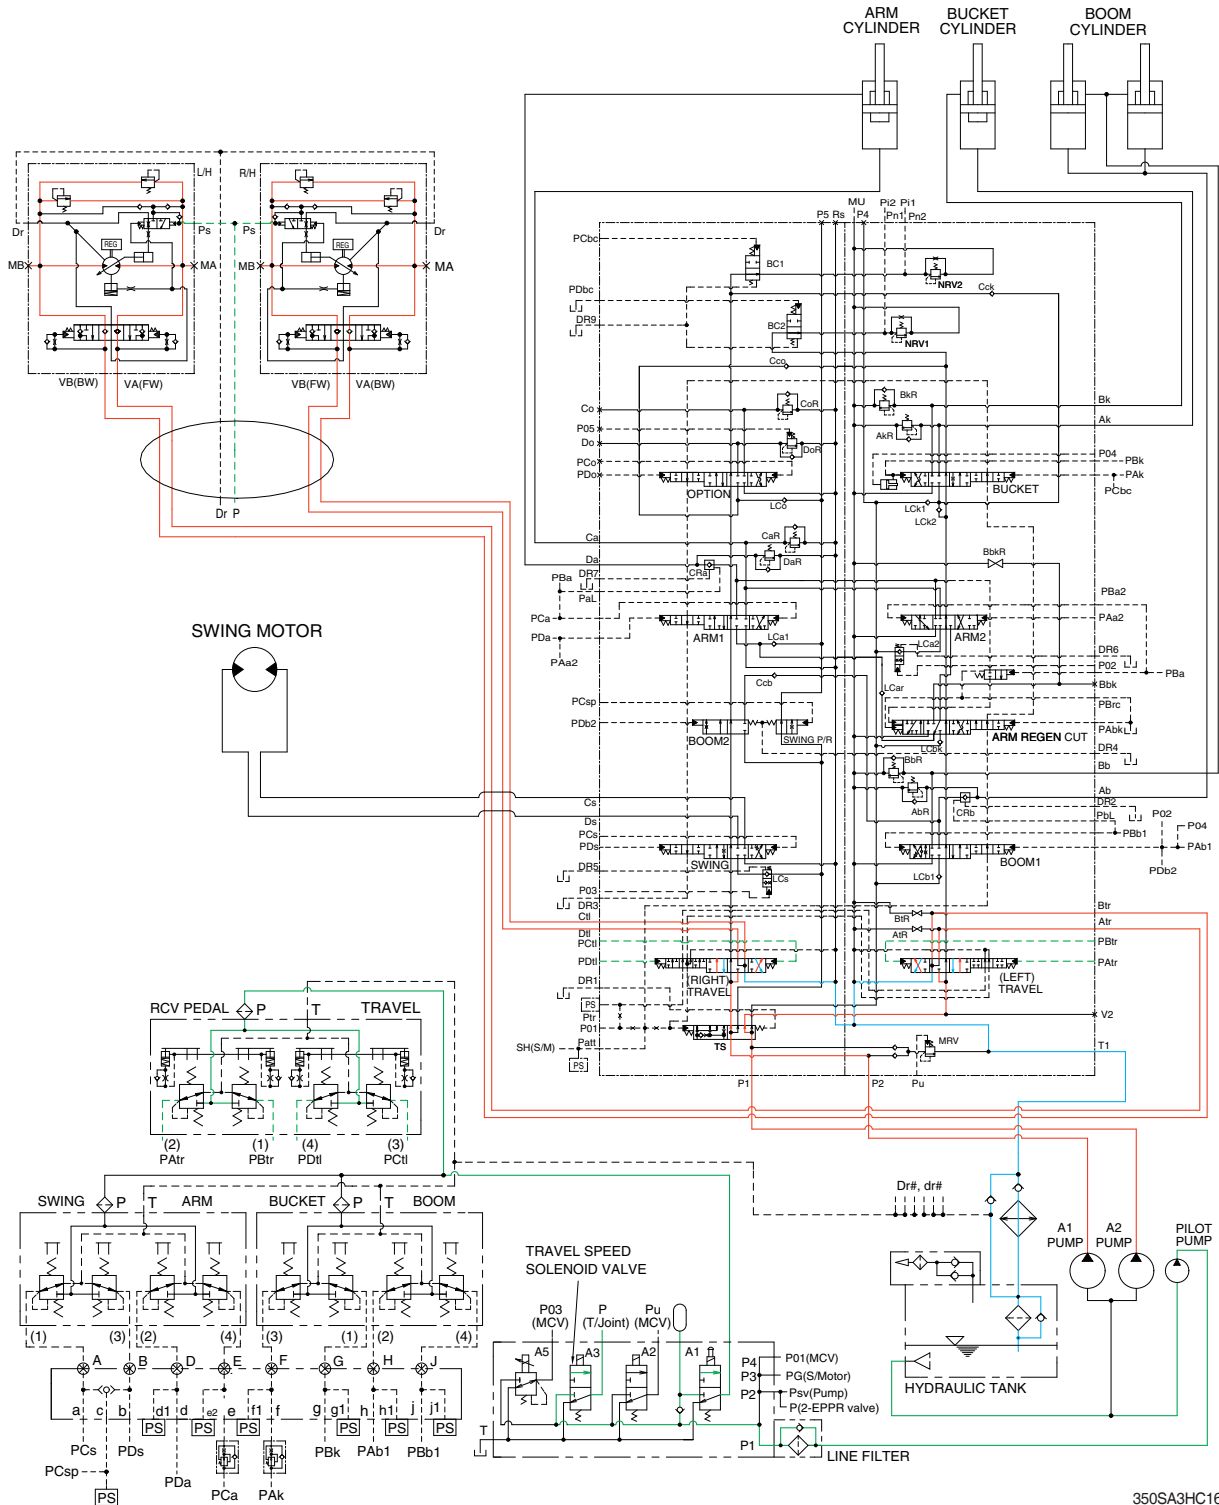 ARM
CYLINDER
BUCKET
CYLINDER
BOOM
CYLINDER
L/H
R/H
Dr
Ps
Ps
Dr
REG
REG
MB
MA
MB
MA
VB(BW)
VA(FW)
VB(FW)
VA(BW)
Dr P
SWING MOTOR
P5 Rs
MU
P4
Pi2
Pn1
Pi1
Pn2
PCbc
BC1
PDbc
DR9
BC2
NRV2
Cck
NRV1
Cco
Co
CoR
BkR
Bk
P05
AkR
Ak
Do
DoR
P04
PCo
PBk
PDo
PAk
OPTION
BUCKET
PCbc
LCo
LCk1
LCk2
Ca
CaR
Da
DaR
BbkR
DR7
CRa
PBa
PaL
PBa2
PCa
PAa2
PDa
ARM1
ARM2
PAa2
LCa1
LCa2
DR6
P02
PBa
Ccb
LCar
Bbk
PCsp
PBrc
PDb2
PAbk
BOOM2
SWING P/R
ARM REGEN CUT
LCbk
DR4
BbR
Bb
Cs
Ab
AbR
CRb
DR2
Ds
PbL
P02
PCs
PBb1
P04
PDs
PAb1
SWING
BOOM1
PDb2
DR5
LCs
LCb1
P03
DR3
Ctl
Btr
BtR
Atr
Dtl
AtR
PCtl
PBtr
PDtl
PAtr
(RIGHT)
TRAVEL
(LEFT)
TRAVEL
DR1
PS
Ptr
V2
P01
Patt
TS
MRV
T1
SH(S/M)
PS
P1
P2
Pu
RCV PEDAL
P
T
TRAVEL
(2)
(1)
(4)
(3)
PAtr
PBtr
PDtl
PCtl
SWING
P
T
ARM
BUCKET
P
T
BOOM
(1)
(3)
(2)
(4)
(3)
(1)
(2)
(4)
A
B
D
E
F
G
H
J
a
c
b
d1
d
e2
e
f1
f
g
g1
h
h1
j
j1
PS
PS
PS
PS
PS
PS
PCs
PDs
PBk
PAb1
PBb1
PCsp
PDa
PCa
PAk
PS
TRAVEL SPEED
SOLENOID VALVE
P03
(MCV)
P
(T/Joint)
Pu
(MCV)
A5
A3
A2
A1
P4
P01(MCV)
P3
PG(S/Motor)
P2
Psv(Pump)
P(2-EPPR valve)
T
P1
LINE FILTER
Dr#, dr#
A1
PUMP
A2
PUMP
PILOT
PUMP
HYDRAULIC TANK
350SA3HC16